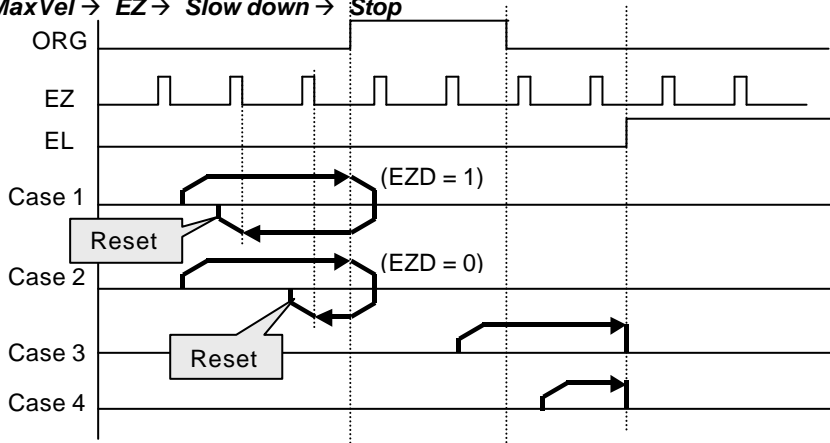 MaxVel → EZ → Slow down → Stop
ORG
EZ
EL
(EZD = 1)
Case 1
Reset
(EZD = 0)
Case 2
Reset
Case 3
Case 4